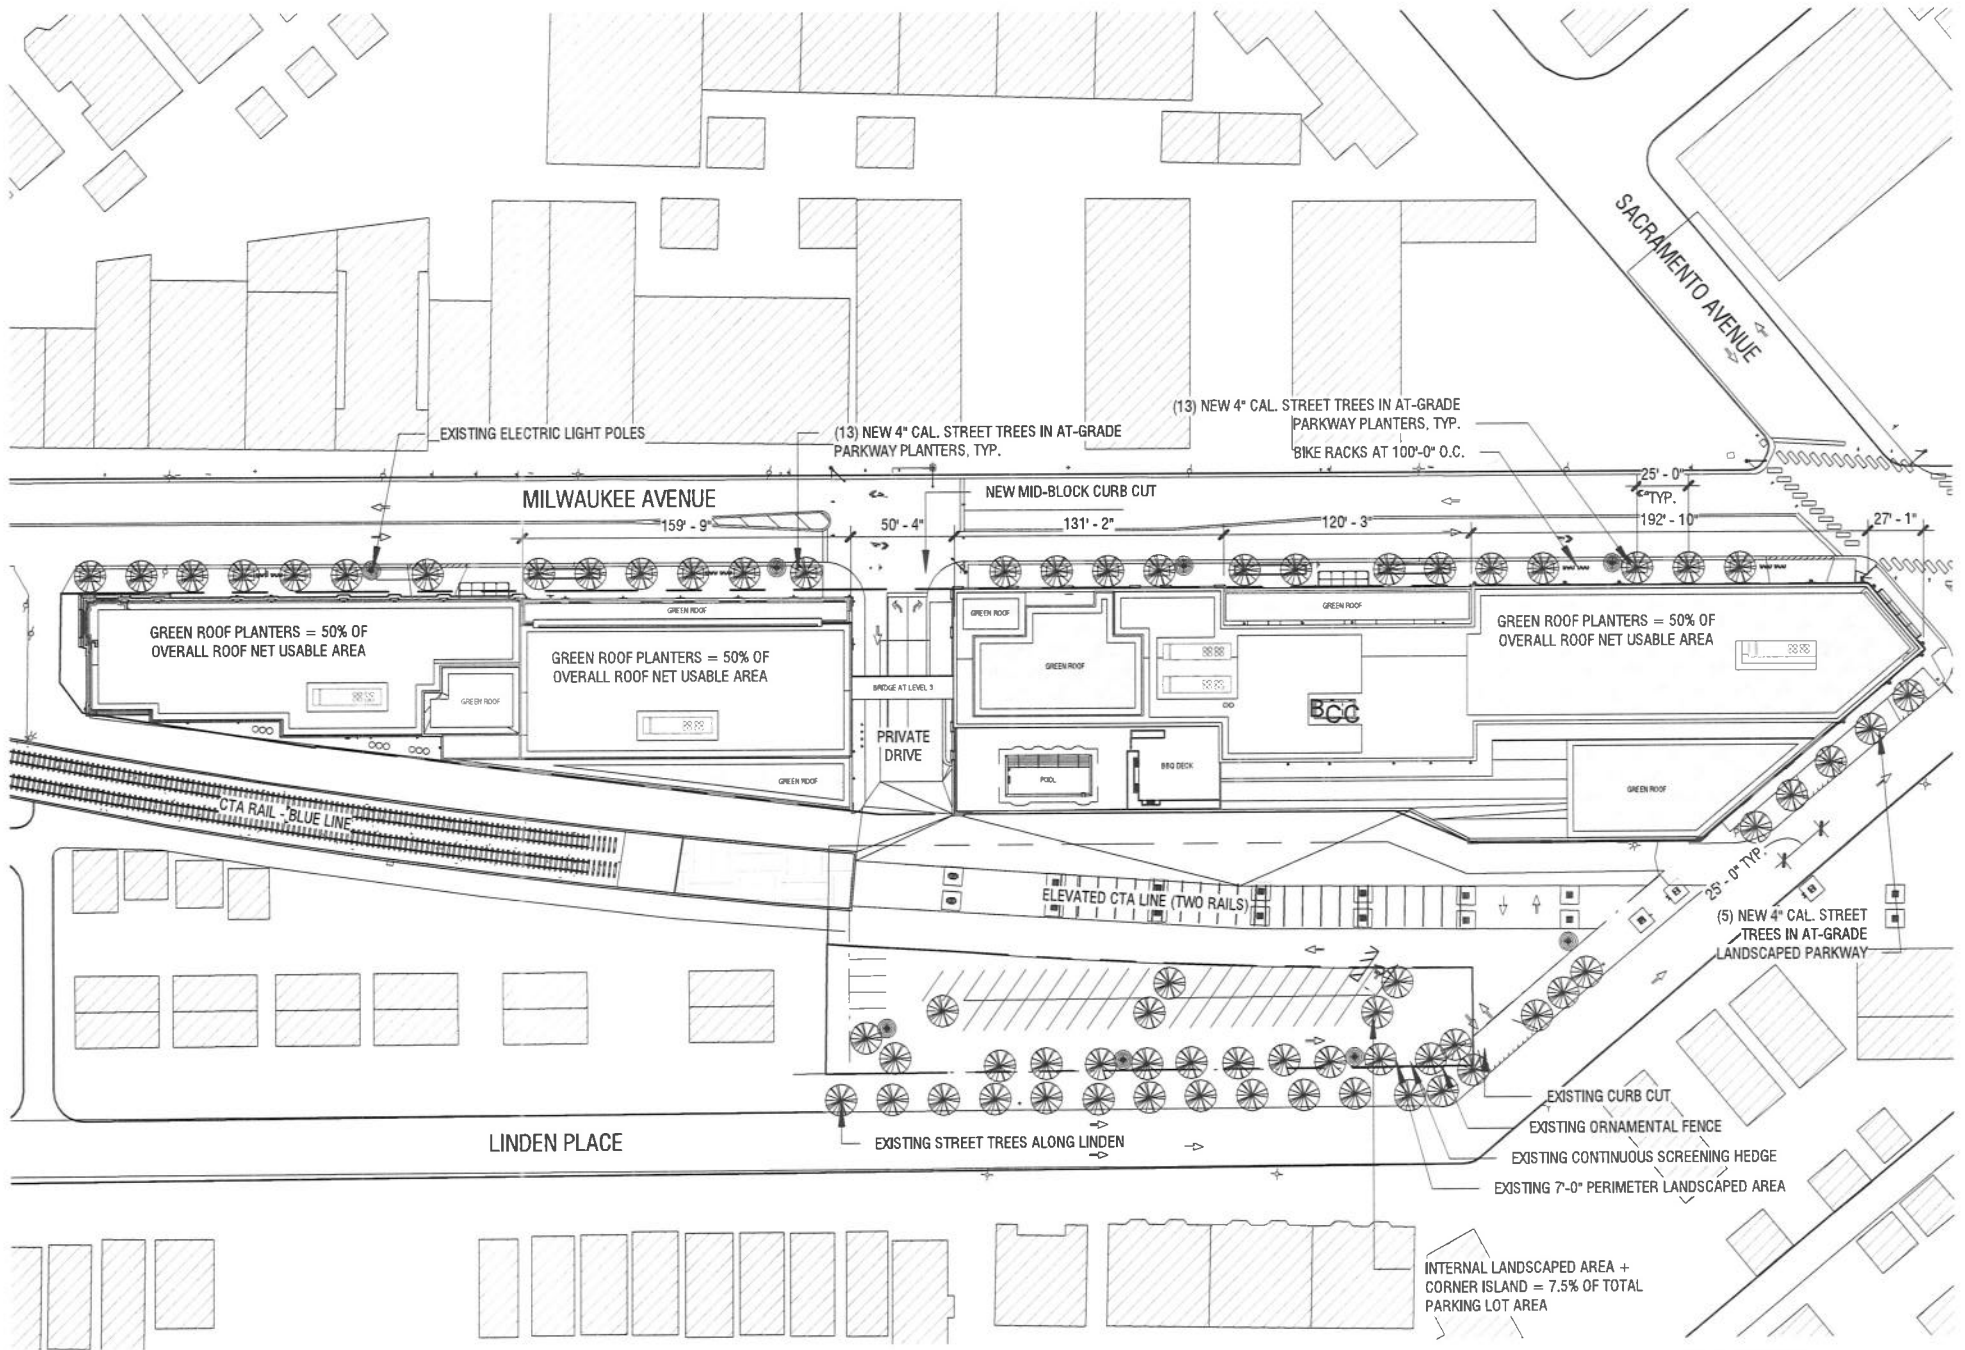 SACRAMENTO AVENUE
EXISTING ELECTRIC LIGHT POLES
(13) NEW 4" CAL. STREET TREES IN AT-GRADE
PARKWAY PLANTERS, TYP.
(13) NEW 4" CAL. STREET TREES IN AT-GRADE
PARKWAY PLANTERS, TYP.
BIKE RACKS AT 100'-0" O.C.
25' - 0"
TYP.
MILWAUKEE AVENUE
NEW MID-BLOCK CURB CUT
159' - 9"
50' - 4"
131' - 2"
120' - 3"
192' - 10"
27' - 1"
GREEN ROOF PLANTERS = 50% OF
OVERALL ROOF NET USABLE AREA
GREEN ROOF
GREEN ROOF PLANTERS = 50% OF
OVERALL ROOF NET USABLE AREA
GREEN ROOF
GREEN ROOF
GREEN ROOF PLANTERS = 50% OF
OVERALL ROOF NET USABLE AREA
GREEN ROOF
GREEN ROOF
BRIDGE AT LEVEL 3
BCC
PRIVATE
DRIVE
POOL
BBQ DECK
GREEN ROOF
GREEN ROOF
CTA RAIL - BLUE LINE
ELEVATED CTA LINE (TWO RAILS)
25' - 0" TYP.
(5) NEW 4" CAL. STREET
TREES IN AT-GRADE
LANDSCAPED PARKWAY
EXISTING CURB CUT
EXISTING ORNAMENTAL FENCE
EXISTING CONTINUOUS SCREENING HEDGE
EXISTING 7'-0" PERIMETER LANDSCAPED AREA
LINDEN PLACE
EXISTING STREET TREES ALONG LINDEN
INTERNAL LANDSCAPED AREA +
CORNER ISLAND = 7.5% OF TOTAL
PARKING LOT AREA